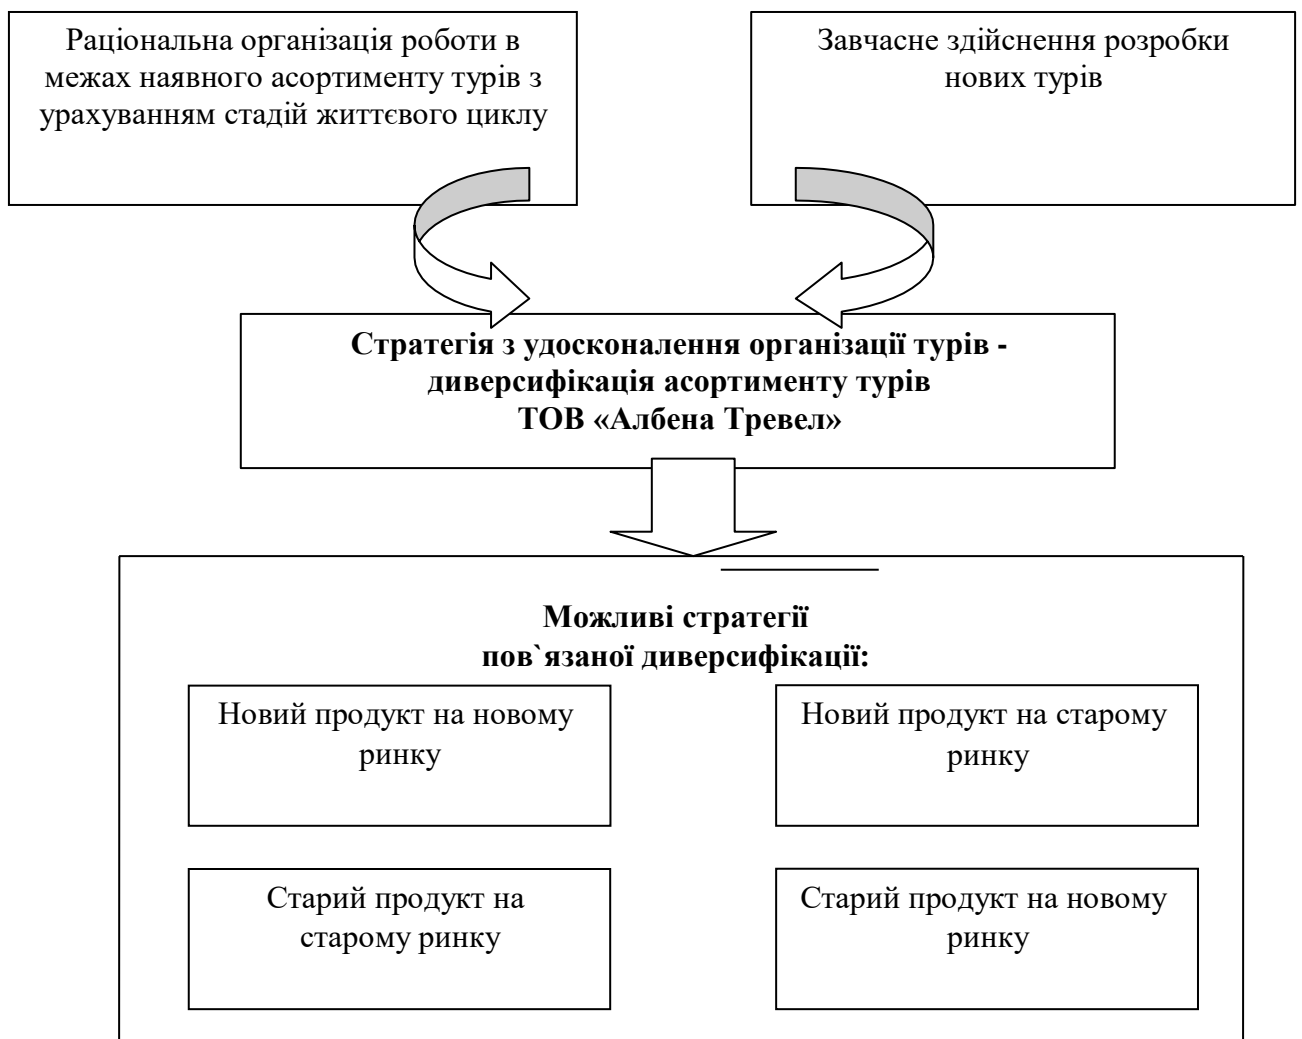 Раціональна організація роботи в
межах наявного асортименту турів з
урахуванням стадій життєвого циклу
Завчасне здійснення розробки
нових турів
Стратегія з удосконалення організації турів -
диверсифікація асортименту турів
ТОВ «Албена Тревел»
Можливі стратегії
пов`язаної диверсифікації:
Новий продукт на новому
ринку
Новий продукт на старому
ринку
Старий продукт на
старому ринку
Старий продукт на новому
ринку